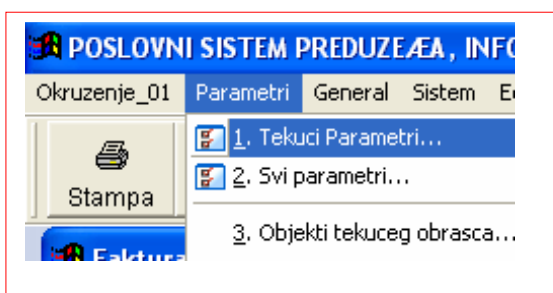 POSLOVNI SISTEM PREDUZEÆA, INFO
Okruzenje_01 Parametri General Sistem E
1. Tekuci Parametri...
Stampa
2. Svi parametri...
3. Objekti tekuceg obrasca...
Faktura